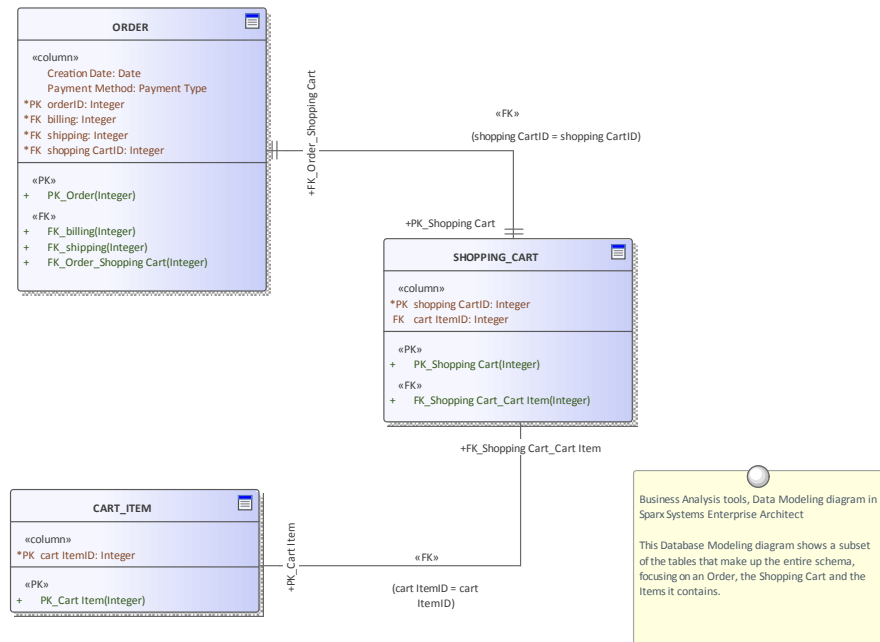 ORDER
«column»
Creation Date: Date
Payment Method: Payment Type
*PK orderID: Integer
*FK billing: Integer
*FK shipping: Integer
*FK shopping CartID: Integer
«PK»
+ PK_Order(Integer)
«FK»
+ FK_billing(Integer)
+ FK_shipping(Integer)
+ FK_Order_Shopping Cart(Integer)
+FK_Order_Shopping Cart
«FK»
(shopping CartID = shopping CartID)
+PK_Shopping Cart
SHOPPING_CART
«column»
*PK shopping CartID: Integer
FK cart ItemID: Integer
«PK»
+ PK_Shopping Cart(Integer)
«FK»
+ FK_Shopping Cart_Cart Item(Integer)
+FK_Shopping Cart_Cart Item
CART_ITEM
«column»
*PK cart ItemID: Integer
«PK»
+ PK_Cart Item(Integer)
+PK_Cart Item
«FK»
(cart ItemID = cart
ItemID)
Business Analysis tools, Data Modeling diagram in
Sparx Systems Enterprise Architect
This Database Modeling diagram shows a subset
of the tables that make up the entire schema,
focusing on an Order, the Shopping Cart and the
Items it contains.